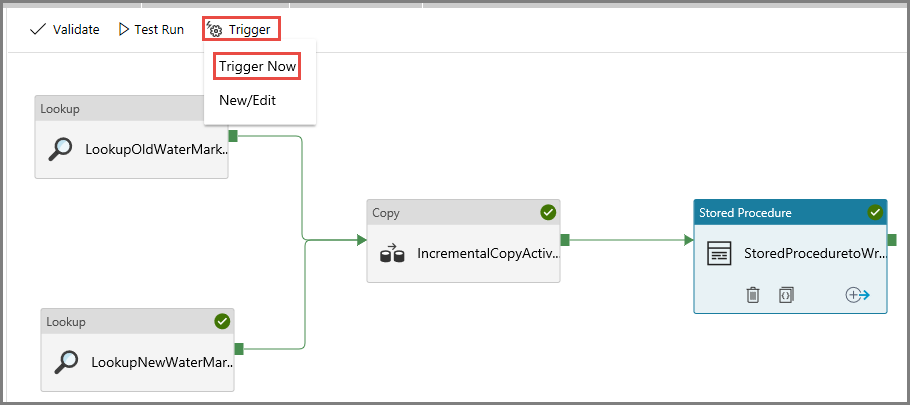 Validate
Test Run
Trigger
Trigger Now
New/Edit
Lookup
LookupOldWaterMark...
Copy
IncrementalCopyActiv...
Stored Procedure
StoredProceduretoWr...
Lookup
LookupNewWaterMar...